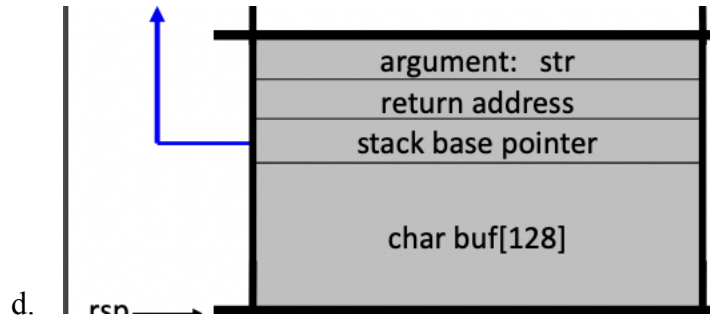 argument: str
return address
stack base pointer
char buf[128]
d. rsp